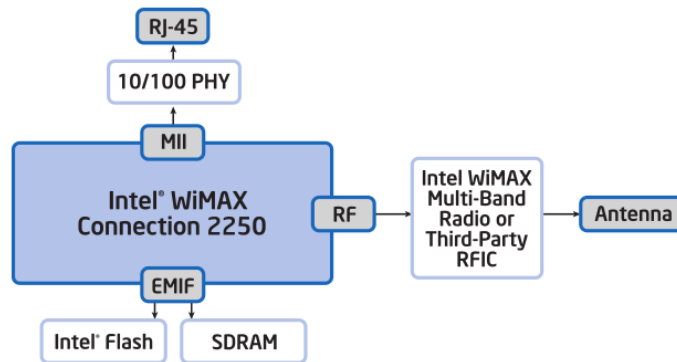 RJ-45
10/100 PHY
MII
Intel® WiMAX
Connection 2250
RF
Intel WiMAX
Multi-Band
Radio or
Third-Party
RFIC
Antenna
EMIF
Intel® Flash
SDRAM